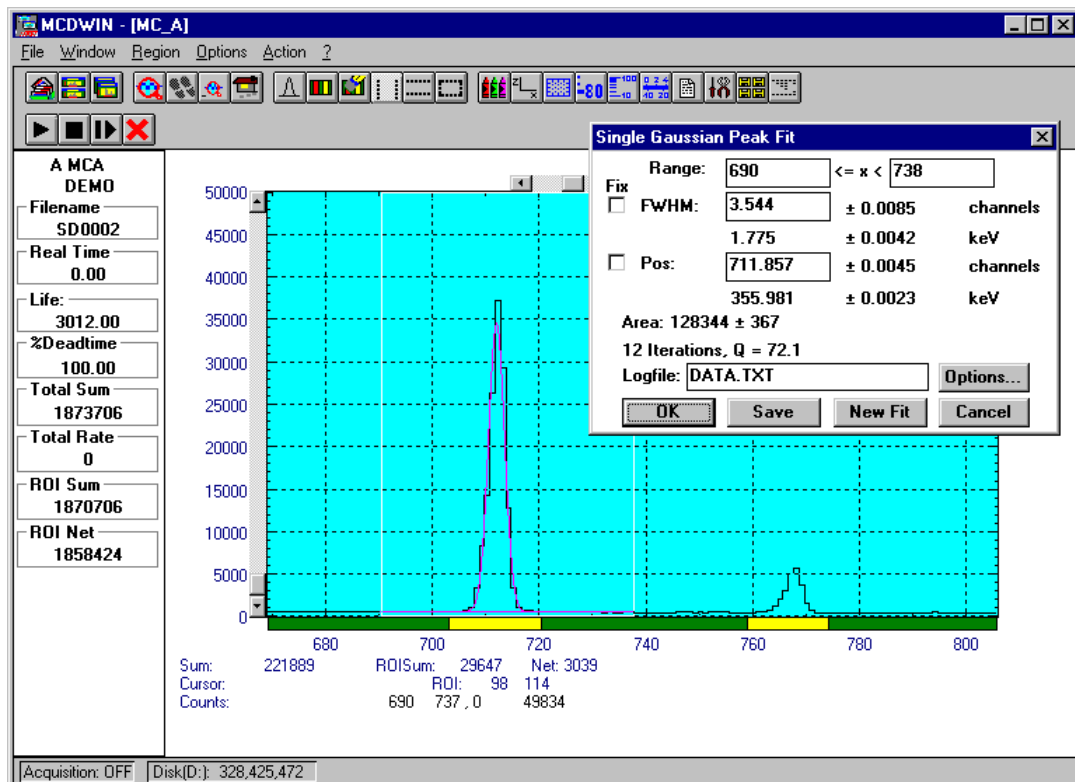 MCDWIN - [MC_A]
File Window Region Options Action ?
A MCA
DEMO
Filename
SD0002
Real Time
0.00
Life:
3012.00
%Deadtime
100.00
Total Sum
1873706
Total Rate
0
ROI Sum
1870706
ROI Net
1858424
50000
45000
40000
35000
30000
25000
20000
15000
10000
5000
0
680 700 720 740 760 780 800
Sum: 221889 ROISum: 29647 Net: 3039
Cursor: ROI: 98 114
Counts: 690 737 , 0 49834
Single Gaussian Peak Fit
Range: 690 <= x < 738
Fix
FWHM: 3.544 ± 0.0085 channels
1.775 ± 0.0042 keV
Pos: 711.857 ± 0.0045 channels
355.981 ± 0.0023 keV
Area: 128344 ± 367
12 Iterations, Q = 72.1
Logfile: DATA.TXT Options...
OK Save New Fit Cancel
Acquisition: OFF Disk(D:): 328,425,472